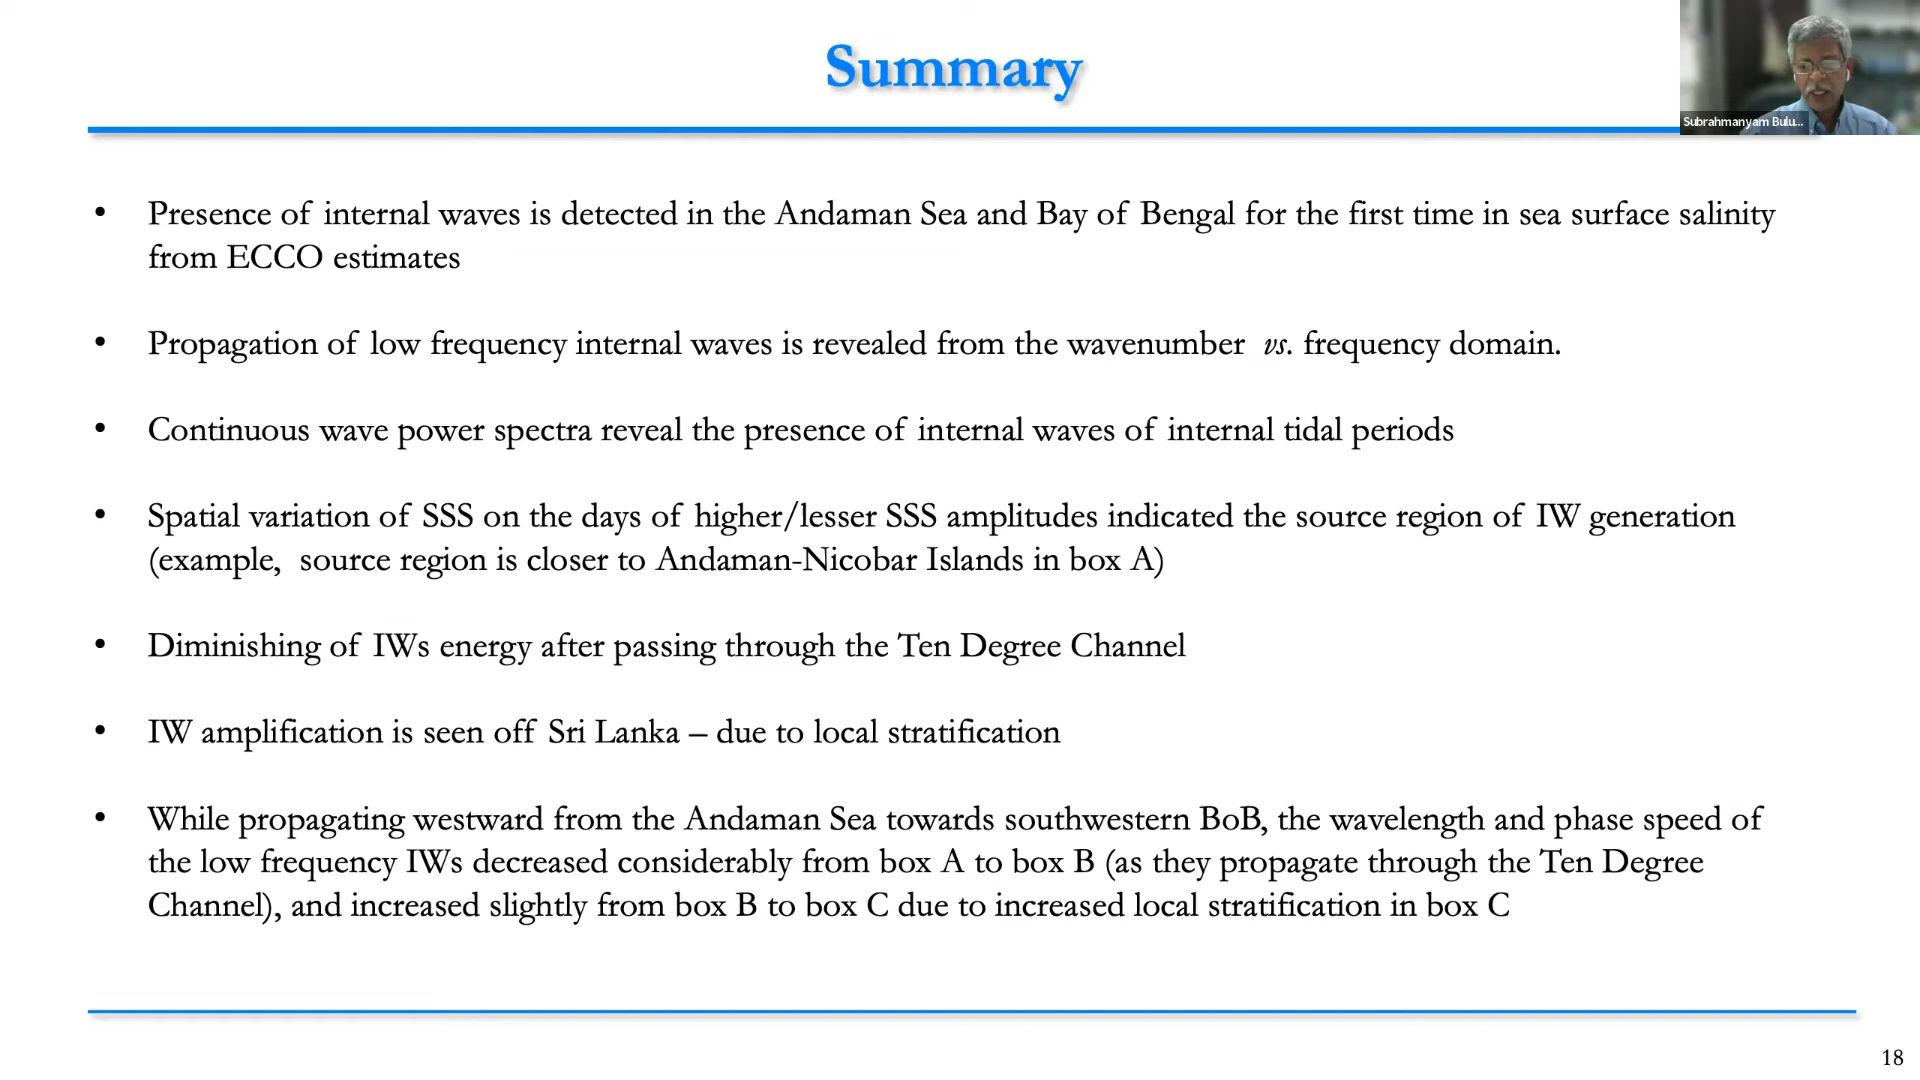 Summary
Subrahmanyam Bulu...
• Presence of internal waves is detected in the Andaman Sea and Bay of Bengal for the first time in sea surface salinity
from ECCO estimates
• Propagation of low frequency internal waves is revealed from the wavenumber vs. frequency domain.
• Continuous wave power spectra reveal the presence of internal waves of internal tidal periods
• Spatial variation of SSS on the days of higher/lesser SSS amplitudes indicated the source region of IW generation
(example, source region is closer to Andaman-Nicobar Islands in box A)
• Diminishing of IWs energy after passing through the Ten Degree Channel
• IW amplification is seen off Sri Lanka – due to local stratification
• While propagating westward from the Andaman Sea towards southwestern BoB, the wavelength and phase speed of
the low frequency IWs decreased considerably from box A to box B (as they propagate through the Ten Degree
Channel), and increased slightly from box B to box C due to increased local stratification in box C
18